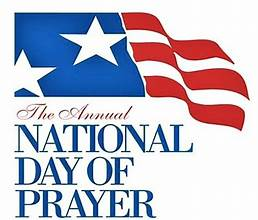 The Annual
NATIONAL
DAY OF
PRAYER